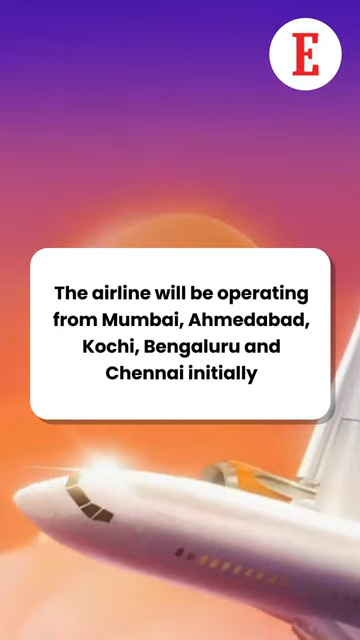 E
The airline will be operating
from Mumbai, Ahmedabad,
Kochi, Bengaluru and
Chennai initially